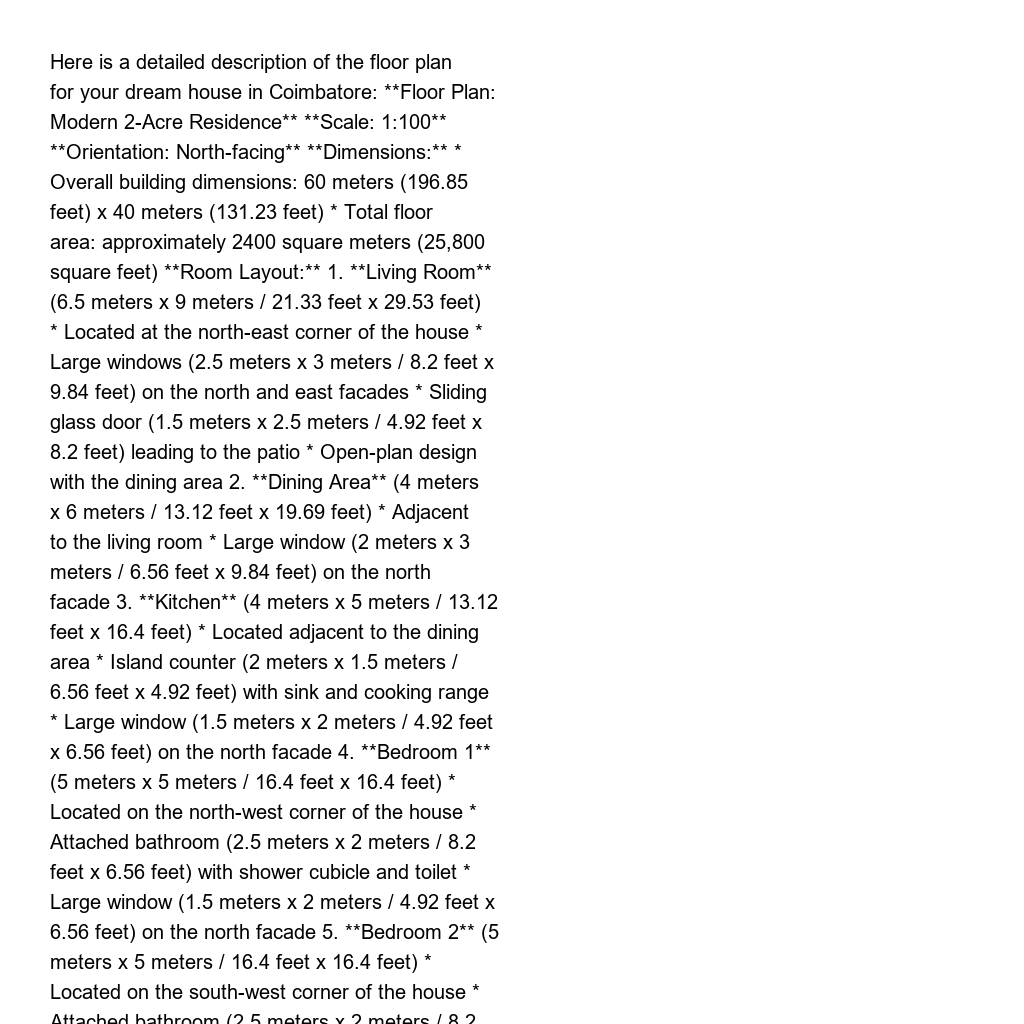 Here is a detailed description of the floor plan
for your dream house in Coimbatore: **Floor Plan:
Modern 2-Acre Residence** **Scale: 1:100**
**Orientation: North-facing** **Dimensions:** *
Overall building dimensions: 60 meters (196.85
feet) x 40 meters (131.23 feet) * Total floor
area: approximately 2400 square meters (25,800
square feet) **Room Layout:** 1. **Living Room**
(6.5 meters x 9 meters / 21.33 feet x 29.53 feet)
* Located at the north-east corner of the house *
Large windows (2.5 meters x 3 meters / 8.2 feet x
9.84 feet) on the north and east facades * Sliding
glass door (1.5 meters x 2.5 meters / 4.92 feet x
8.2 feet) leading to the patio * Open-plan design
with the dining area 2. **Dining Area** (4 meters
x 6 meters / 13.12 feet x 19.69 feet) * Adjacent
to the living room * Large window (2 meters x 3
meters / 6.56 feet x 9.84 feet) on the north
facade 3. **Kitchen** (4 meters x 5 meters / 13.12
feet x 16.4 feet) * Located adjacent to the dining
area * Island counter (2 meters x 1.5 meters /
6.56 feet x 4.92 feet) with sink and cooking range
* Large window (1.5 meters x 2 meters / 4.92 feet
x 6.56 feet) on the north facade 4. **Bedroom 1**
(5 meters x 5 meters / 16.4 feet x 16.4 feet) *
Located on the north-west corner of the house *
Attached bathroom (2.5 meters x 2 meters / 8.2
feet x 6.56 feet) with shower cubicle and toilet *
Large window (1.5 meters x 2 meters / 4.92 feet x
6.56 feet) on the north facade 5. **Bedroom 2** (5
meters x 5 meters / 16.4 feet x 16.4 feet) *
Located on the south-west corner of the house *
Attached bathroom (2.5 meters x 2 meters / 8.2